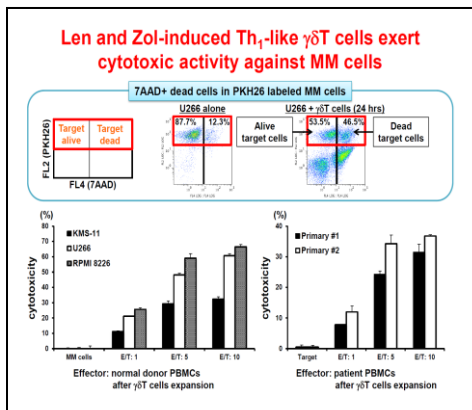 Len and Zol-induced Th1-like γδT cells exert
cytotoxic activity against MM cells
7AAD+ dead cells in PKH26 labeled MM cells
U266 alone
U266 + γδT cells (24 hrs)
87.7% 12.3%
53.5% 46.5%
Target alive
Target dead
Alive target cells
Dead target cells
FL2 (PKH26)
FL4 (7AAD)
(%)
80
70
60
50
40
30
20
10
0
cytotoxicity
KMS-11
U266
RPMI 8226
MM cells E/T: 1 E/T: 5 E/T: 10
Effector: normal donor PBMCs
after γδT cells expansion
(%)
40
30
20
10
0
cytotoxicity
Primary #1
Primary #2
Target E/T: 1 E/T: 5 E/T: 10
Effector: patient PBMCs
after γδT cells expansion